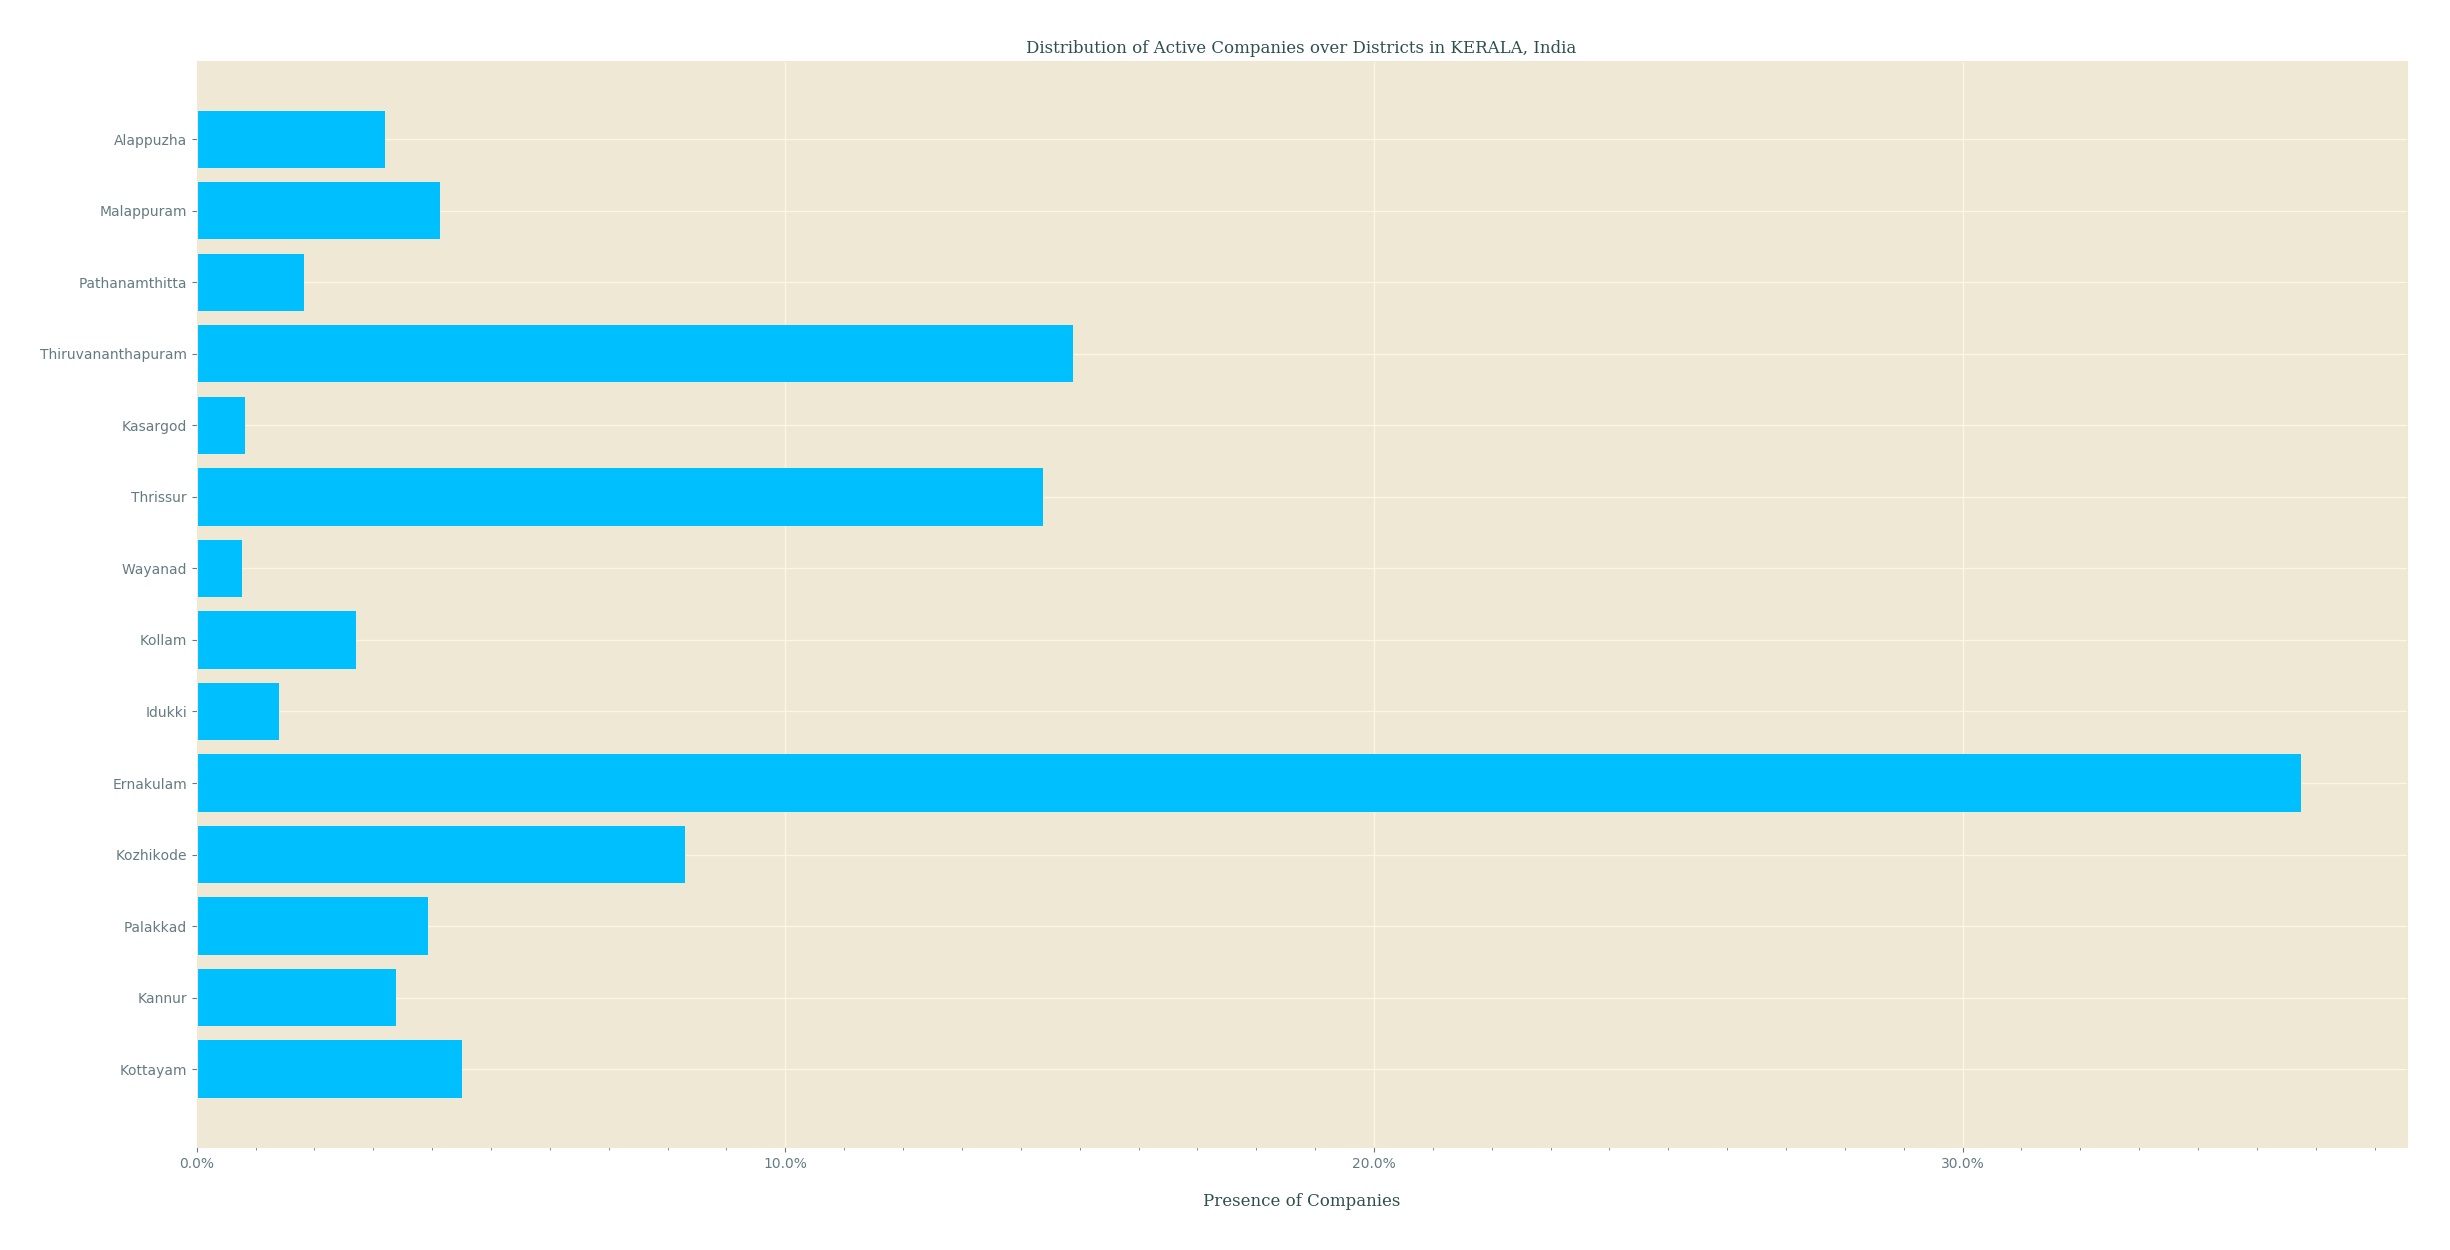 Distribution of Active Companies over Districts in KERALA, India
Alappuzha
Malappuram
Pathanamthitta
Thiruvananthapuram
Kasargod
Thrissur
Wayanad
Kollam
Idukki
Ernakulam
Kozhikode
Palakkad
Kannur
Kottayam
0.0% 10.0% 20.0% 30.0%
Presence of Companies